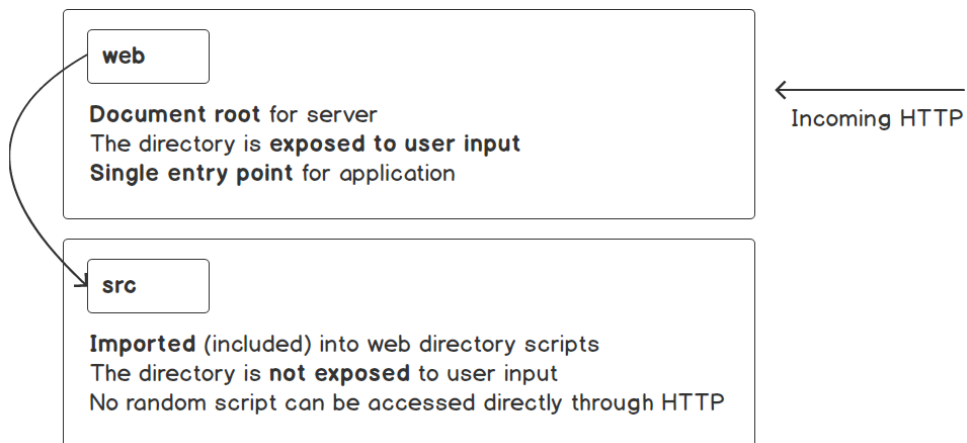 web
Document root for server
The directory is exposed to user input
Single entry point for application
Incoming HTTP
src
Imported (included) into web directory scripts
The directory is not exposed to user input
No random script can be accessed directly through HTTP